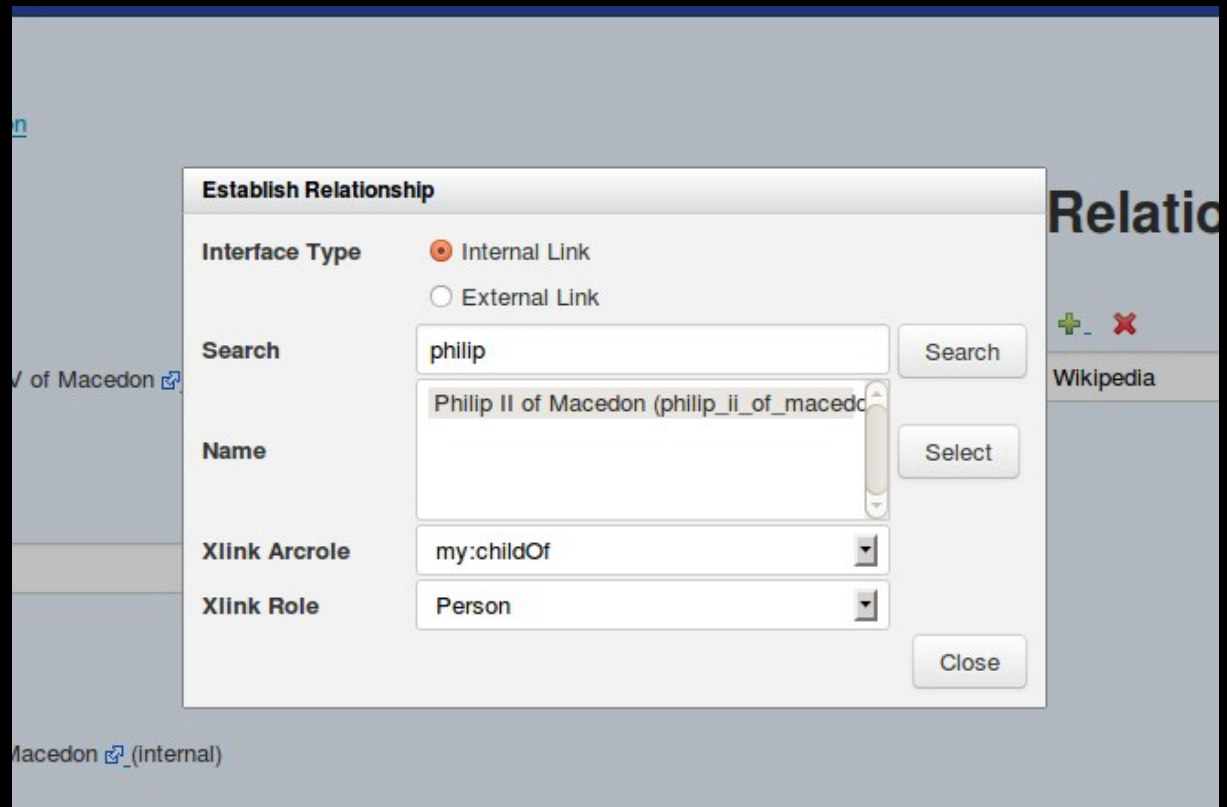 on
Establish Relationship
Relatio
Interface Type
Internal Link
External Link
Search
philip
Search
V of Macedon
Wikipedia
Philip II of Macedon (philip_ii_of_macedo
Name
Select
Xlink Arcrole
my:childOf
Xlink Role
Person
Close
Macedon (internal)